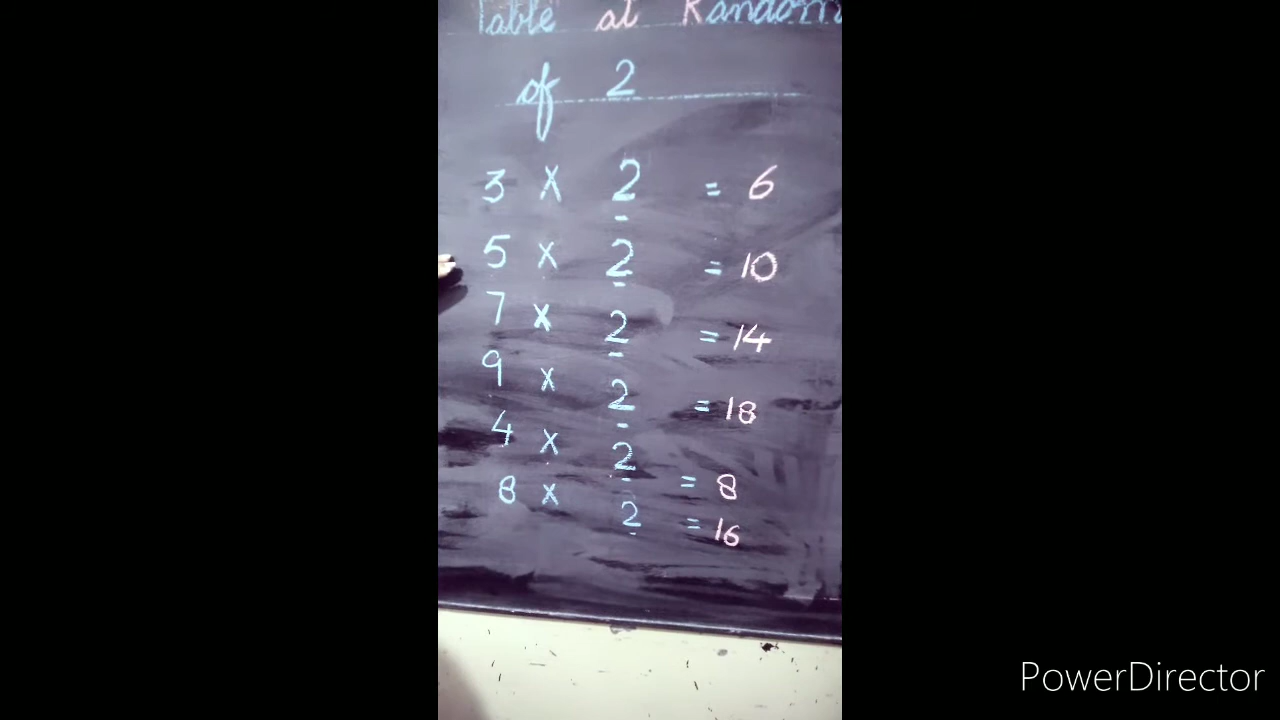 Table at Random
of 2
3 x 2 = 6
5 x 2 = 10
7 x 2 = 14
9 x 2 = 18
4 x 2 = 8
8 x 2 = 16
PowerDirector